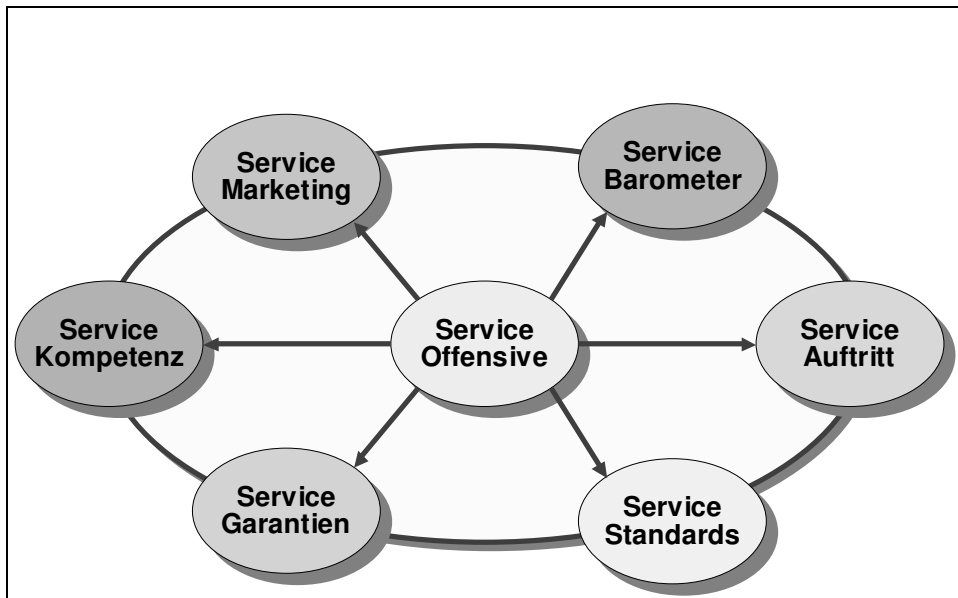 Service
Marketing
Service
Barometer
Service
Kompetenz
Service
Offensive
Service
Auftritt
Service
Garantien
Service
Standards